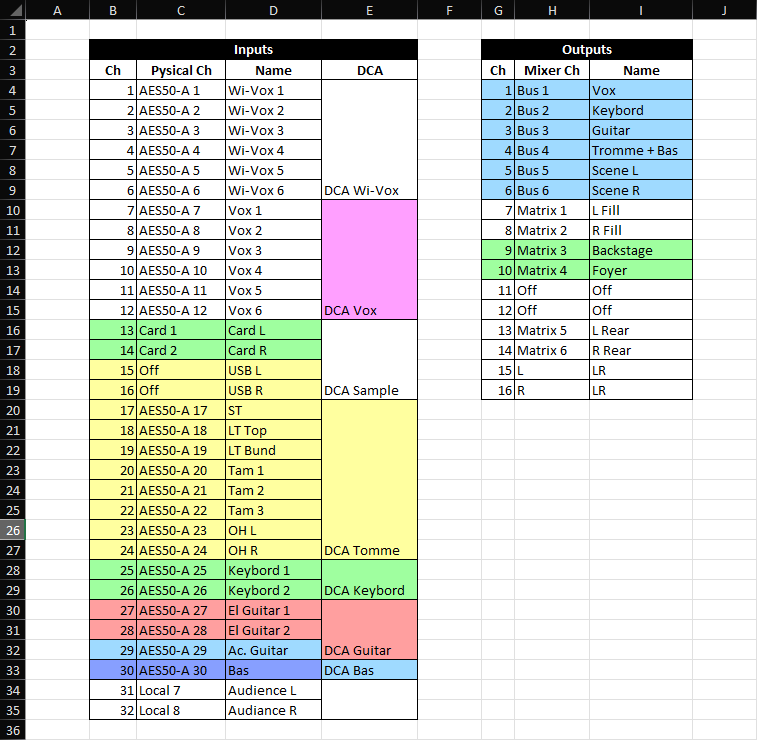 A B C D E F G H I J
1
2 Inputs Outputs
3 Ch Pysical Ch Name DCA Ch Mixer Ch Name
4 1 AES50-A 1 Wi-Vox 1 1 Bus 1 Vox
5 2 AES50-A 2 Wi-Vox 2 2 Bus 2 Keybord
6 3 AES50-A 3 Wi-Vox 3 3 Bus 3 Guitar
7 4 AES50-A 4 Wi-Vox 4 4 Bus 4 Tromme + Bas
8 5 AES50-A 5 Wi-Vox 5 5 Bus 5 Scene L
9 6 AES50-A 6 Wi-Vox 6 DCA Wi-Vox 6 Bus 6 Scene R
10 7 AES50-A 7 Vox 1 7 Matrix 1 L Fill
11 8 AES50-A 8 Vox 2 8 Matrix 2 R Fill
12 9 AES50-A 9 Vox 3 9 Matrix 3 Backstage
13 10 AES50-A 10 Vox 4 10 Matrix 4 Foyer
14 11 AES50-A 11 Vox 5 11 Off Off
15 12 AES50-A 12 Vox 6 DCA Vox 12 Off Off
16 13 Card 1 Card L 13 Matrix 5 L Rear
17 14 Card 2 Card R 14 Matrix 6 R Rear
18 15 Off USB L 15 L LR
19 16 Off USB R DCA Sample 16 R LR
20 17 AES50-A 17 ST
21 18 AES50-A 18 LT Top
22 19 AES50-A 19 LT Bund
23 20 AES50-A 20 Tam 1
24 21 AES50-A 21 Tam 2
25 22 AES50-A 22 Tam 3
26 23 AES50-A 23 OH L
27 24 AES50-A 24 OH R DCA Tomme
28 25 AES50-A 25 Keybord 1
29 26 AES50-A 26 Keybord 2 DCA Keybord
30 27 AES50-A 27 El Guitar 1
31 28 AES50-A 28 El Guitar 2
32 29 AES50-A 29 Ac. Guitar DCA Guitar
33 30 AES50-A 30 Bas DCA Bas
34 31 Local 7 Audience L
35 32 Local 8 Audiance R
36